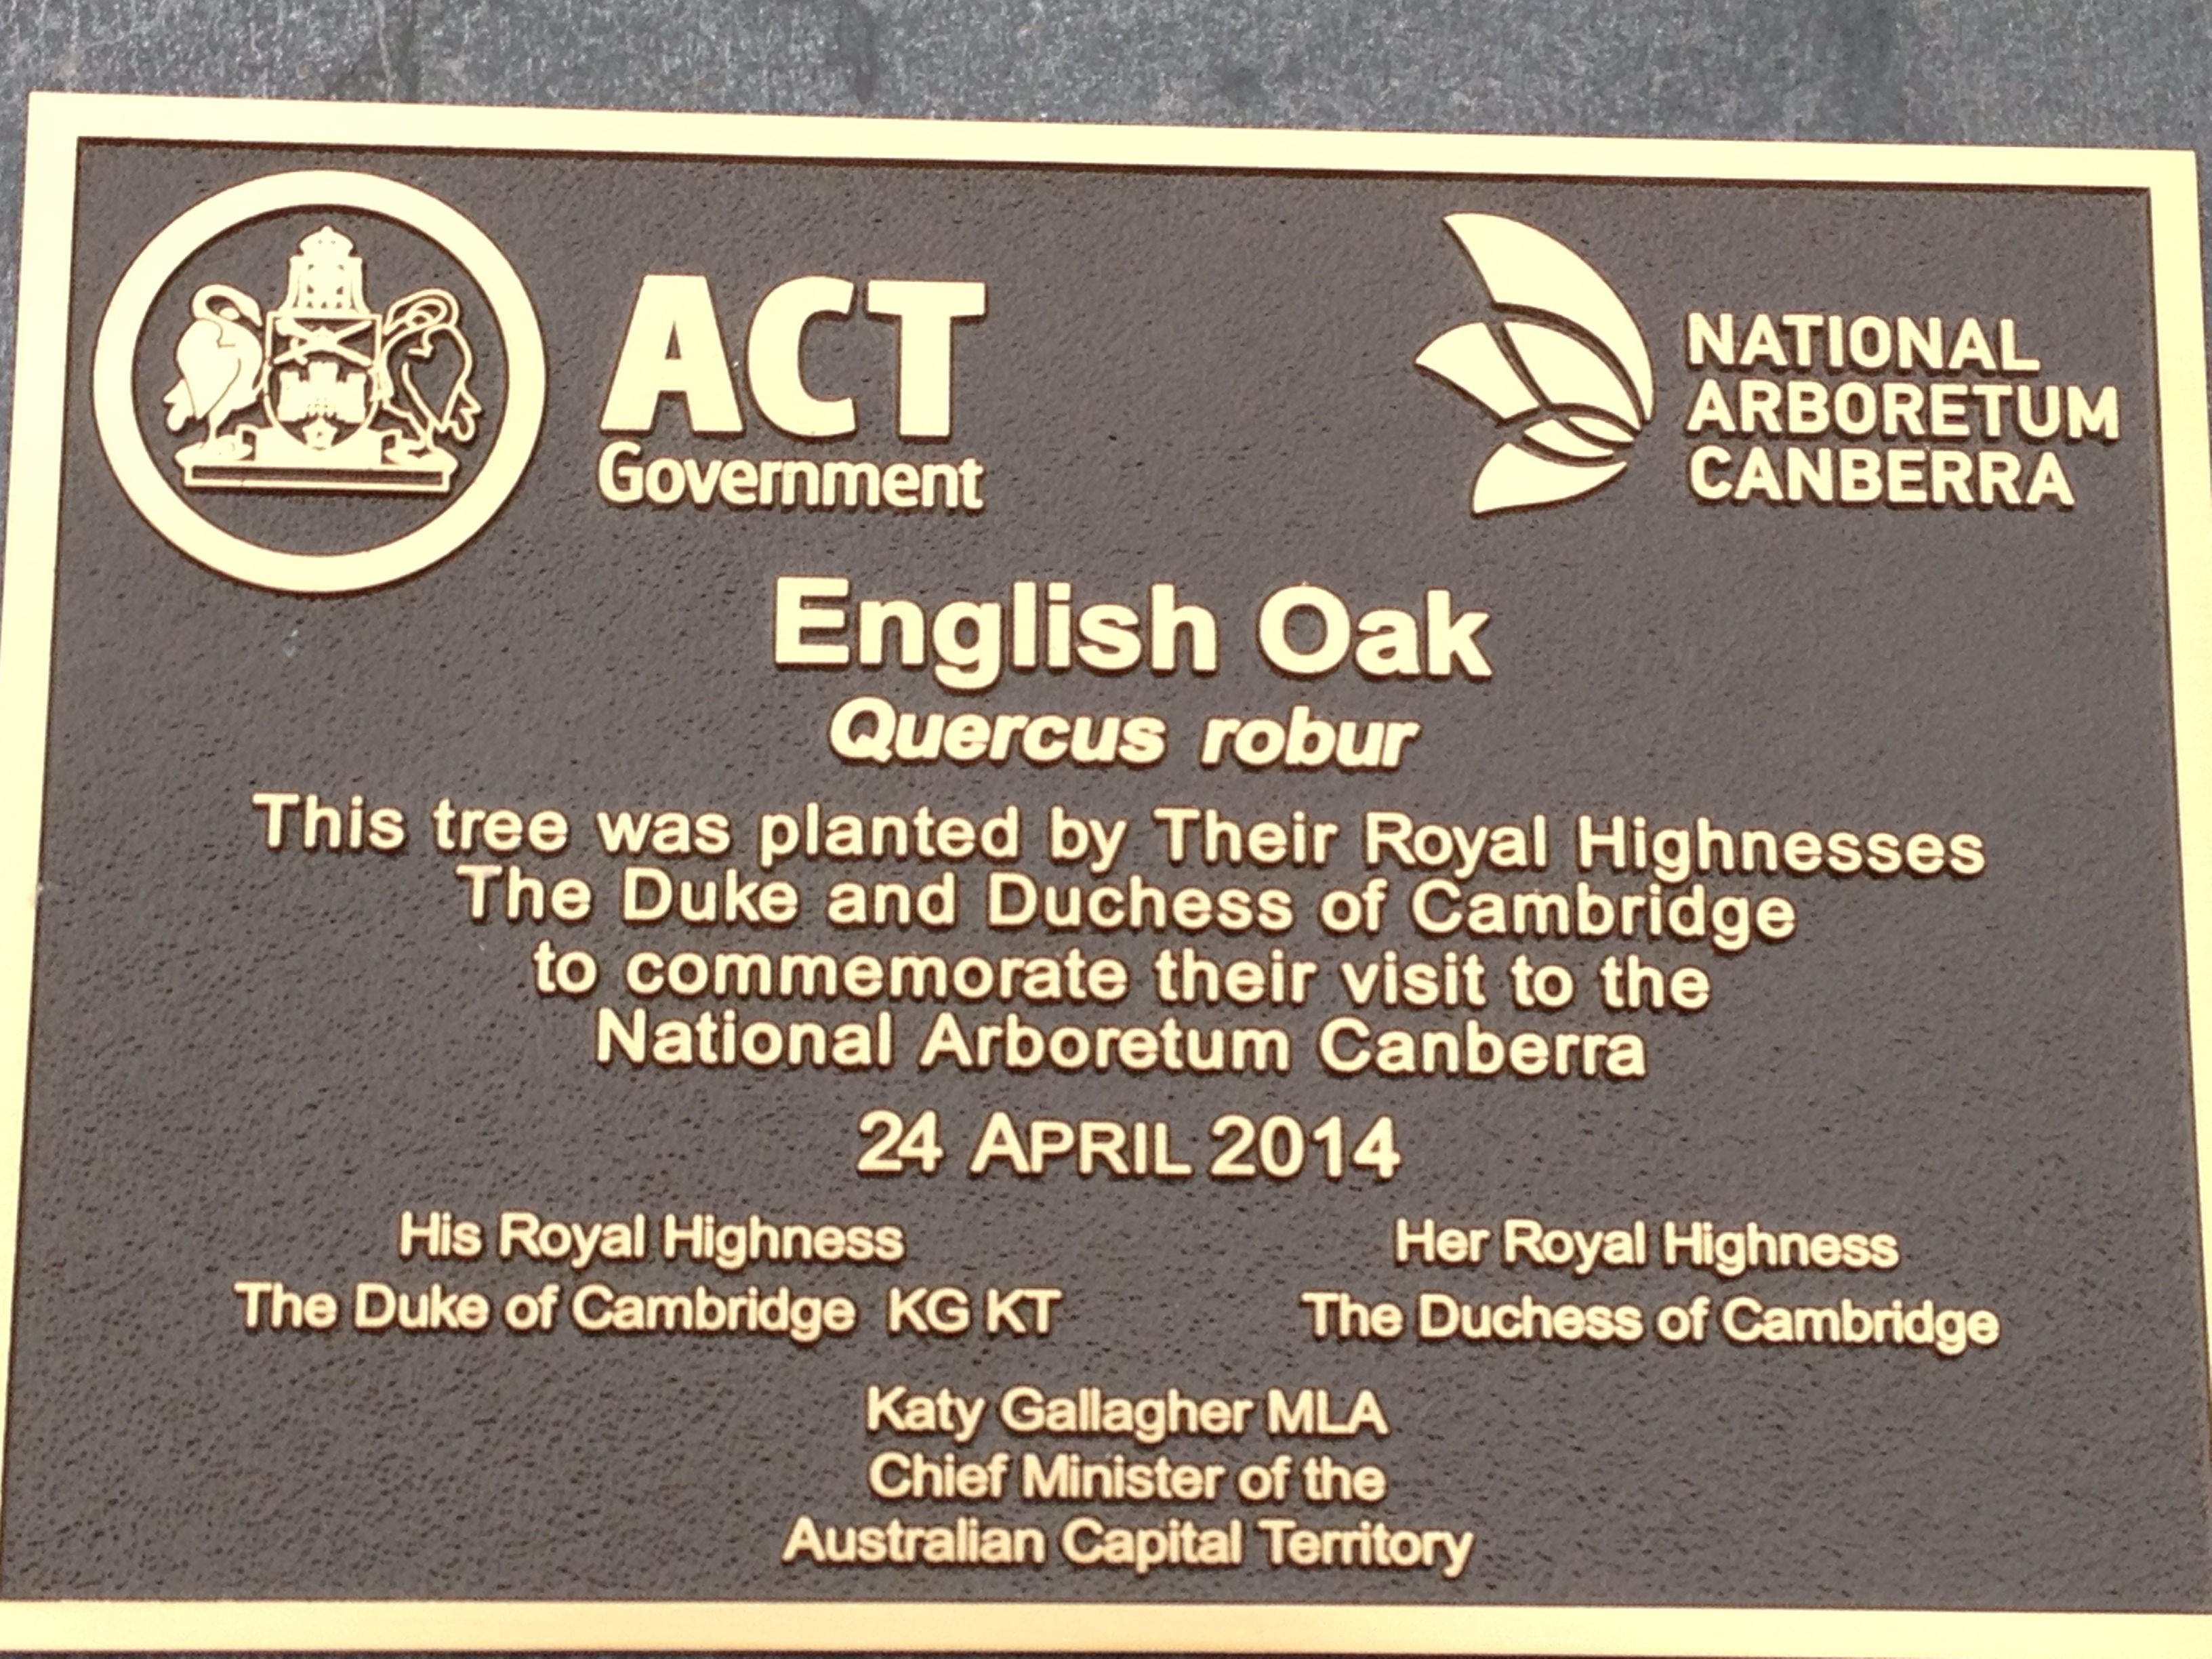 ACT
Government
NATIONAL
ARBORETUM
CANBERRA
English Oak
Quercus robur
This tree was planted by Their Royal Highnesses
The Duke and Duchess of Cambridge
to commemorate their visit to the
National Arboretum Canberra
24 APRIL 2014
His Royal Highness
The Duke of Cambridge KG KT
Her Royal Highness
The Duchess of Cambridge
Katy Gallagher MLA
Chief Minister of the
Australian Capital Territory